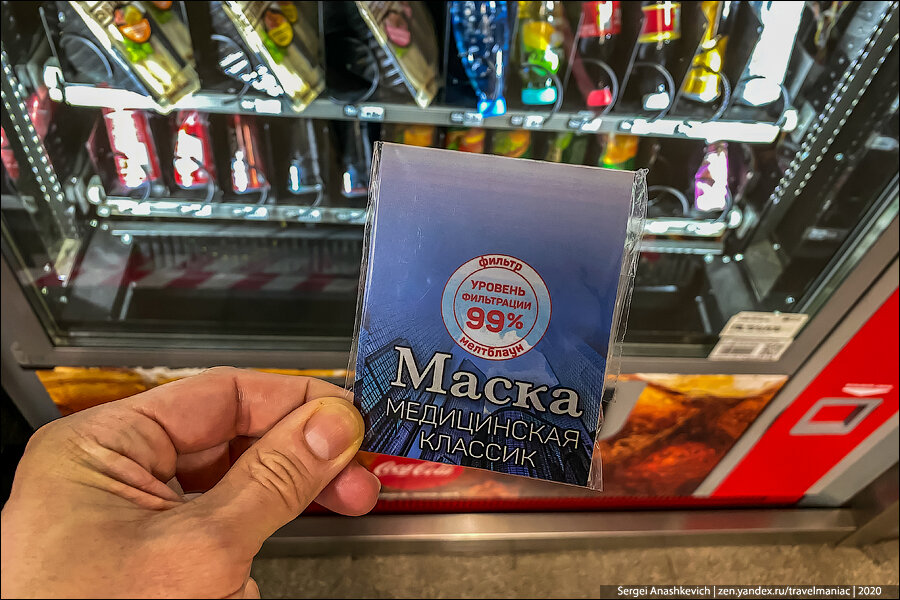 фильтр
УРОВЕНЬ
ФИЛЬТРАЦИИ
99%
мелтблаун
Маска
МЕДИЦИНСКАЯ
КЛАССИК
Coca-Cola
Sergei Anashkevich | zen.yandex.ru/travelmaniac | 2020